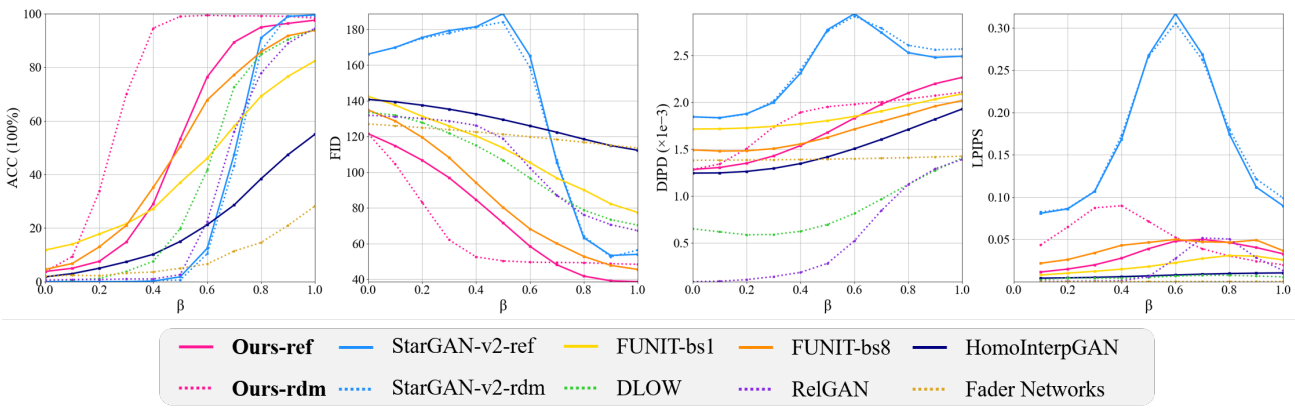 ACC (100%)
100
80
60
40
20
0
0.0 0.2 0.4 0.6 0.8 1.0
β
FID
180
160
140
120
100
80
60
40
0.0 0.2 0.4 0.6 0.8 1.0
β
DIPD (×1e−3)
2.5
2.0
1.5
1.0
0.5
0.0 0.2 0.4 0.6 0.8 1.0
β
LPIPS
0.30
0.25
0.20
0.15
0.10
0.05
0.0 0.2 0.4 0.6 0.8 1.0
β
Ours-ref StarGAN-v2-ref FUNIT-bs1 FUNIT-bs8 HomoInterpGAN
Ours-rdm StarGAN-v2-rdm DLOW RelGAN Fader Networks